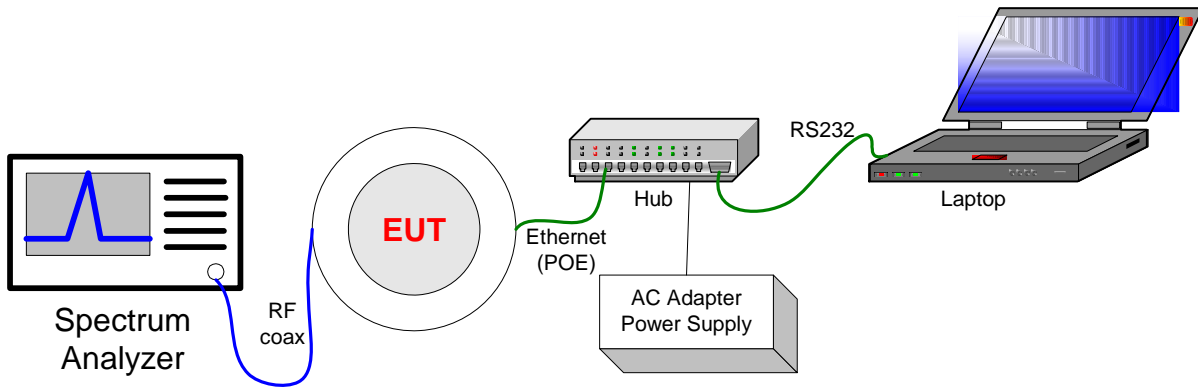 Spectrum
Analyzer
RF
coax
EUT
Ethernet
(POE)
Hub
AC Adapter
Power Supply
RS232
Laptop